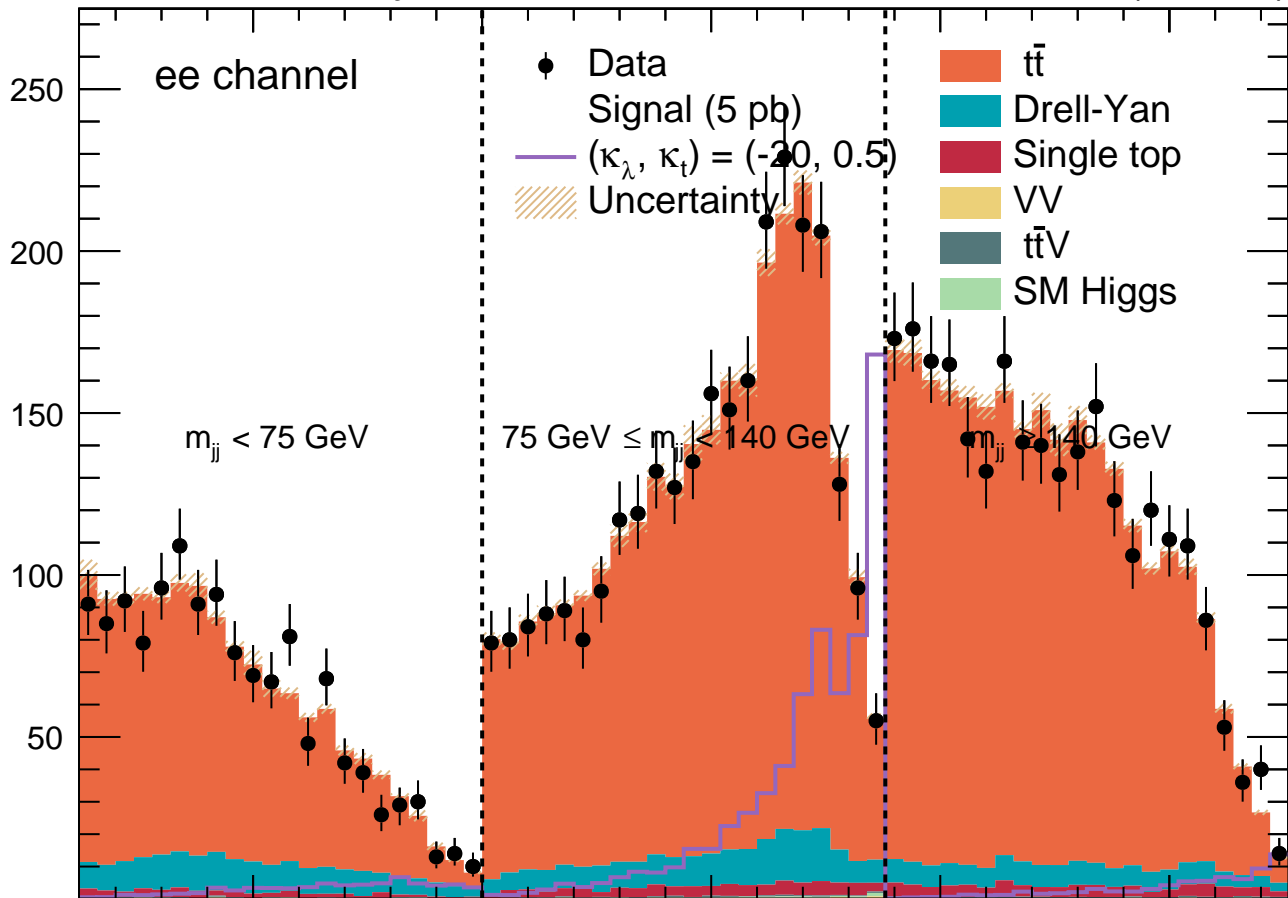 ee channel
Data
Signal (5 pb)
(κλ, κt) = (-20, 0.5)
Uncertainty
tt̄
Drell-Yan
Single top
VV
tt̄V
SM Higgs
250
200
150
100
50
mjj < 75 GeV
75 GeV ≤ mjj < 140 GeV
mjj ≥ 140 GeV